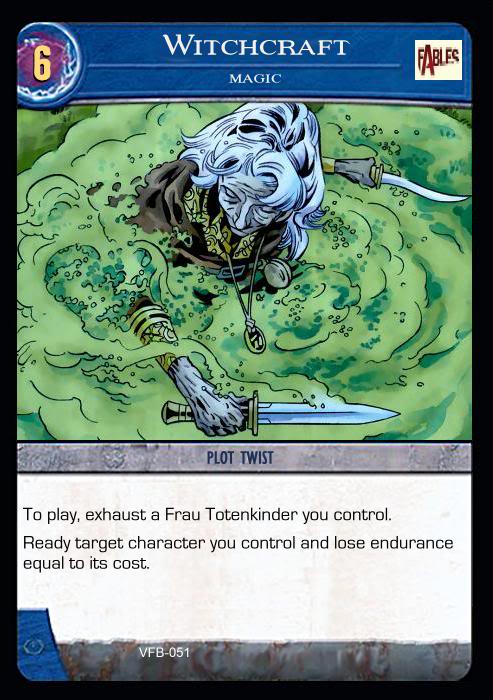 6
WITCHCRAFT
MAGIC
FABLES
PLOT TWIST
To play, exhaust a Frau Totenkinder you control.
Ready target character you control and lose endurance
equal to its cost.
VFB-051